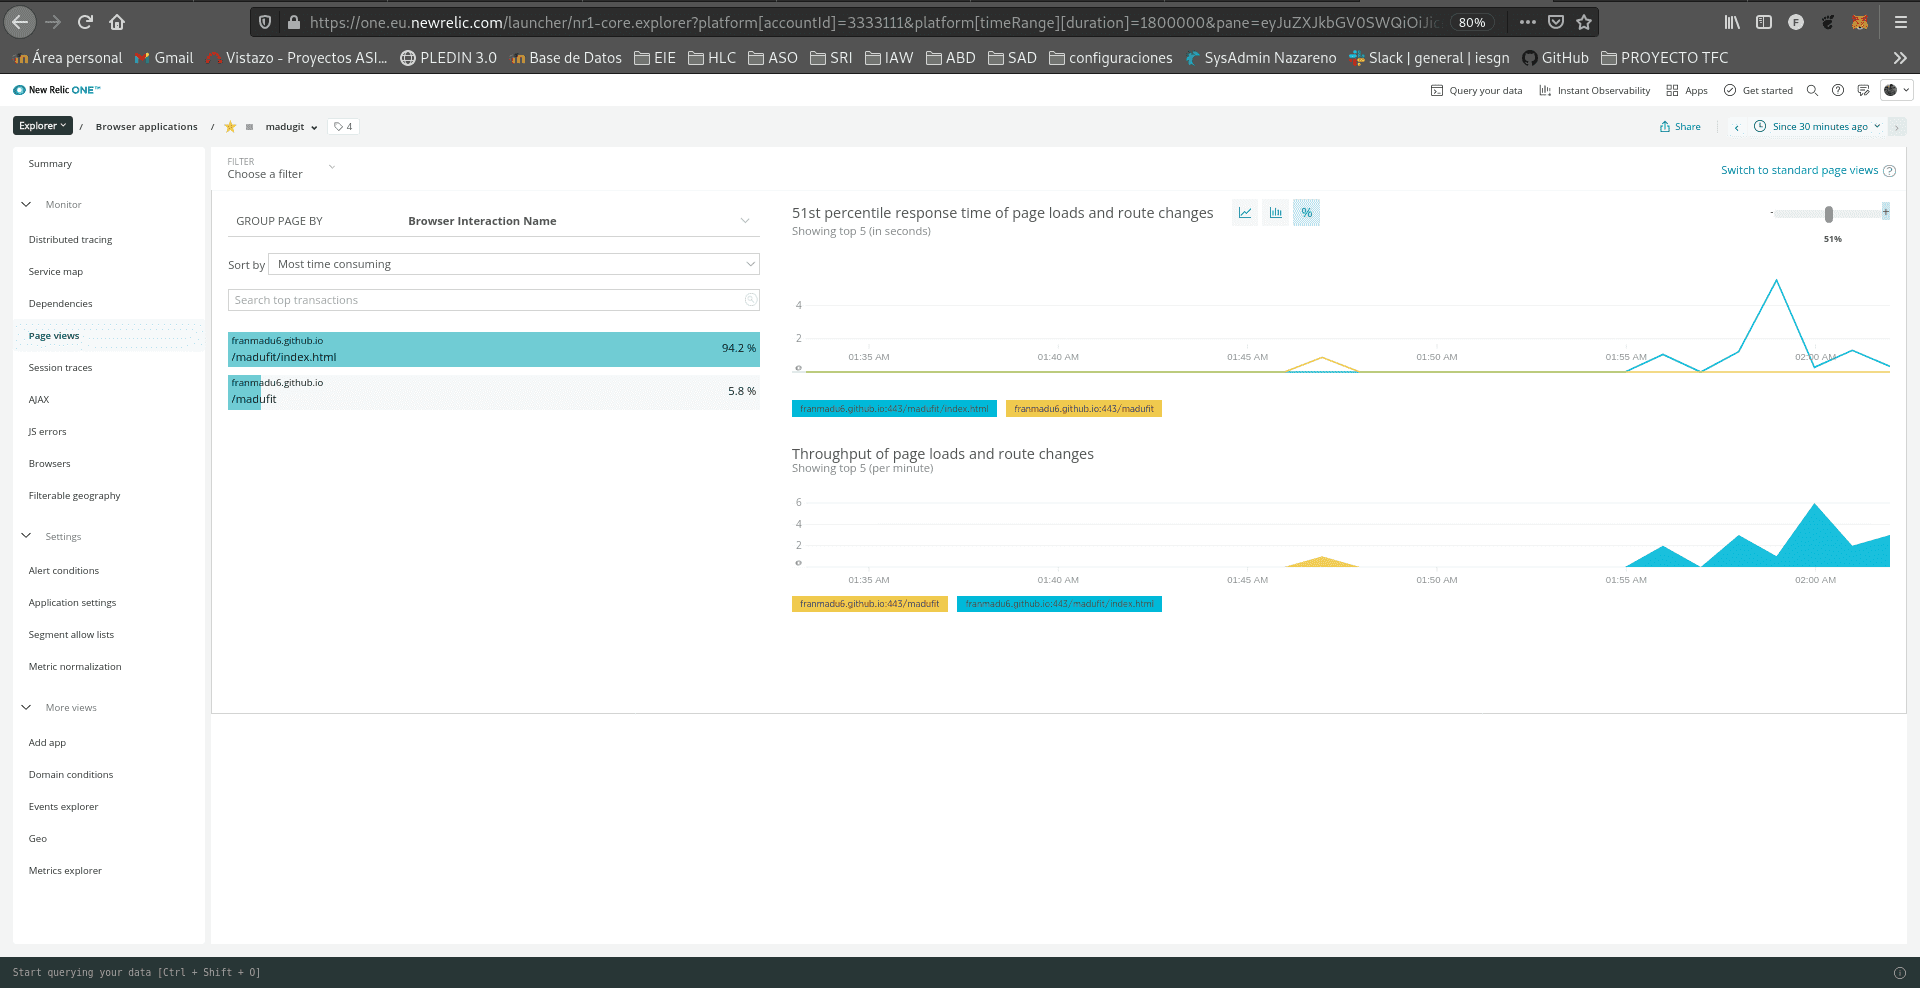 https://one.eu.newrelic.com/launcher/nr1-core.explorer?platform[accountId]=3333111&platform[timeRange][duration]=1800000&pane=eyJuZXJkbGV0SWQiOiJic 80%
Área personal Gmail Vistazo - Proyectos ASI... PLEDIN 3.0 Base de Datos EIE HLC ASO SRI IAW ABD SAD configuraciones SysAdmin Nazareno Slack | general | iesgn GitHub PROYECTO TFC
New Relic ONE™ Query your data Instant Observability Apps Get started
Explorer / Browser applications / madugit 4 Share Since 30 minutes ago
Summary
Monitor
Distributed tracing
Service map
Dependencies
Page views
Session traces
AJAX
JS errors
Browsers
Filterable geography
Settings
Alert conditions
Application settings
Segment allow lists
Metric normalization
More views
Add app
Domain conditions
Events explorer
Geo
Metrics explorer
FILTER
Choose a filter
Switch to standard page views
GROUP PAGE BY Browser Interaction Name
Sort by Most time consuming
Search top transactions
franmadu6.github.io
/madufit/index.html 94.2 %
franmadu6.github.io
/madufit 5.8 %
51st percentile response time of page loads and route changes %
Showing top 5 (in seconds)
- +
51%
4
2
0
01:35 AM 01:40 AM 01:45 AM 01:50 AM 01:55 AM 02:00 AM
franmadu6.github.io:443/madufit/index.html franmadu6.github.io:443/madufit
Throughput of page loads and route changes
Showing top 5 (per minute)
6
4
2
0
01:35 AM 01:40 AM 01:45 AM 01:50 AM 01:55 AM 02:00 AM
franmadu6.github.io:443/madufit franmadu6.github.io:443/madufit/index.html
Start querying your data [Ctrl + Shift + O]